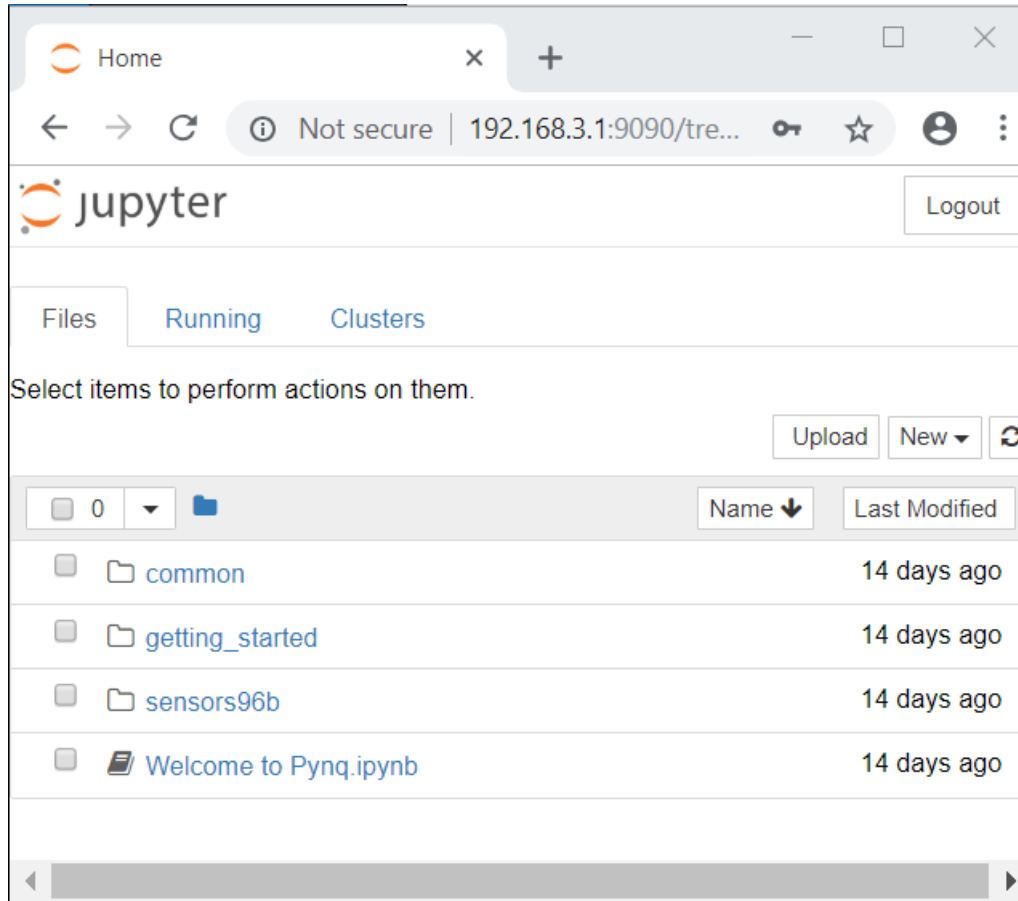 Home
Not secure 192.168.3.1:9090/tre...
jupyter
Logout
Files Running Clusters
Select items to perform actions on them.
Upload New
0 Name Last Modified
common 14 days ago
getting_started 14 days ago
sensors96b 14 days ago
Welcome to Pynq.ipynb 14 days ago